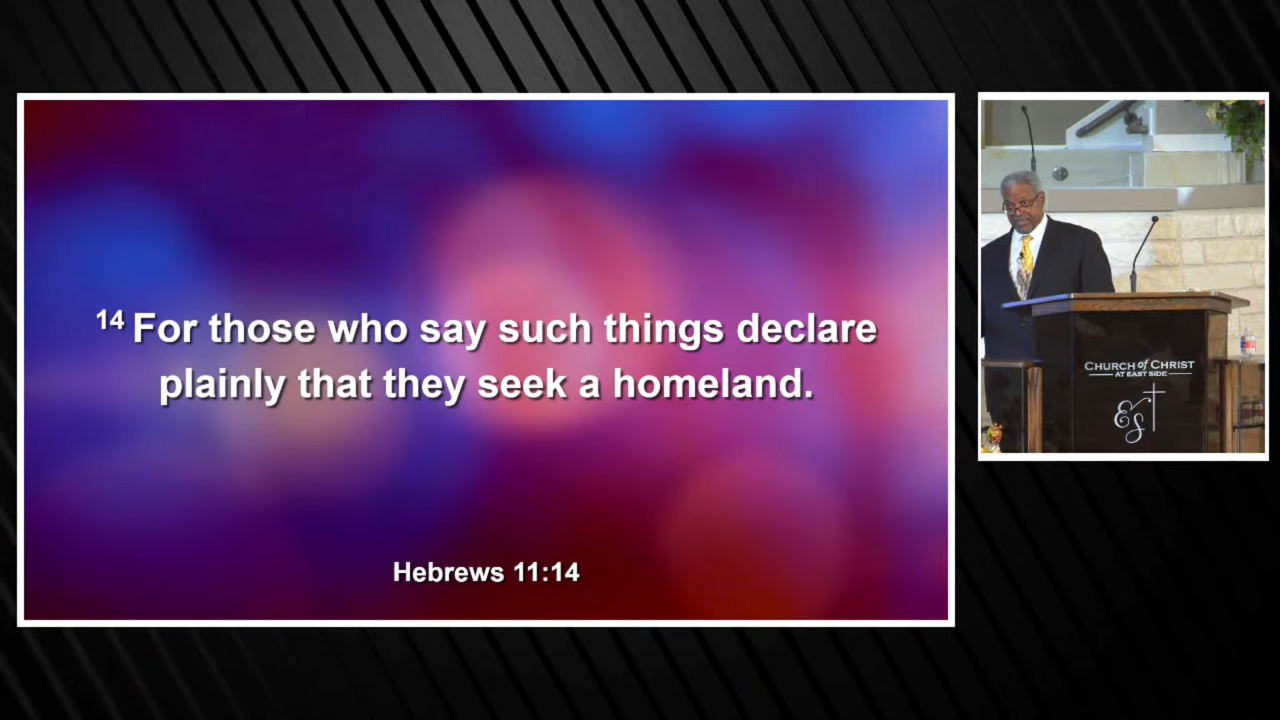 14 For those who say such things declare
plainly that they seek a homeland.
Hebrews 11:14
CHURCH of CHRIST
AT EAST SIDE